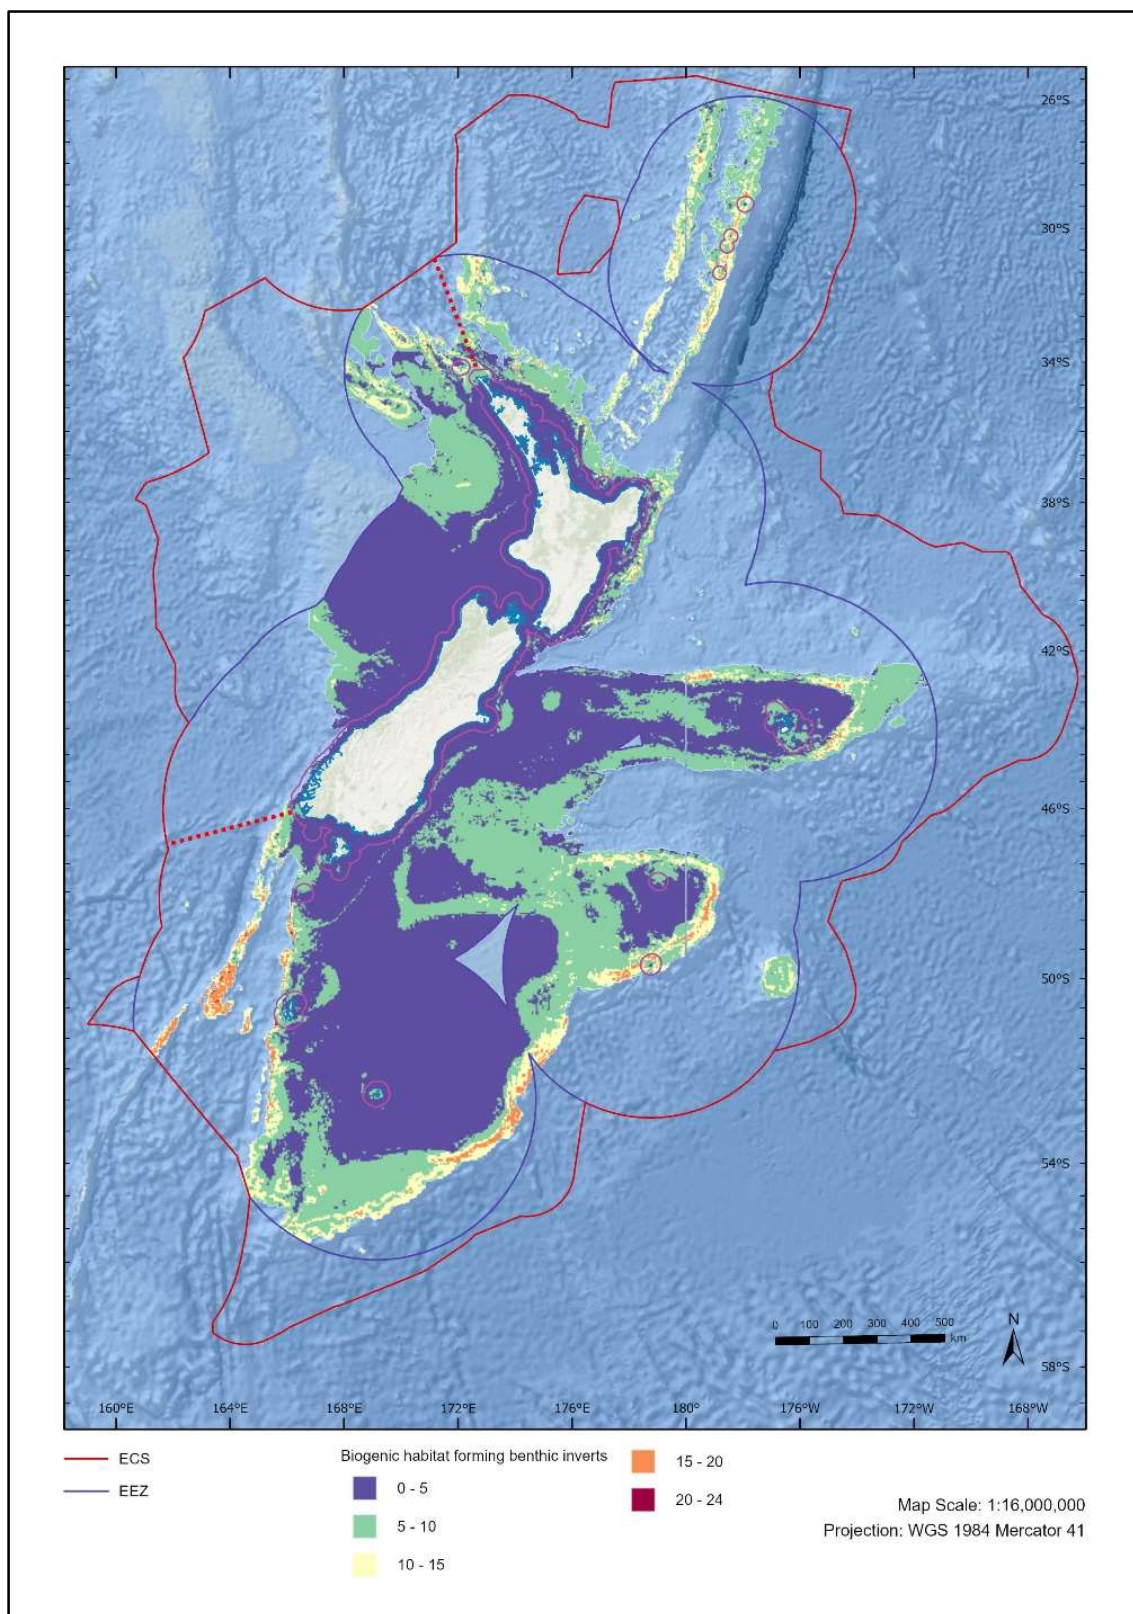 26°S
30°S
34°S
38°S
42°S
46°S
50°S
54°S
N
0 100 200 300 400 500
km
58°S
160°E 164°E 168°E 172°E 176°E 180° 176°W 172°W 168°W
ECS
EEZ
Biogenic habitat forming benthic inverts
0 - 5
5 - 10
10 - 15
15 - 20
20 - 24
Map Scale: 1:16,000,000
Projection: WGS 1984 Mercator 41